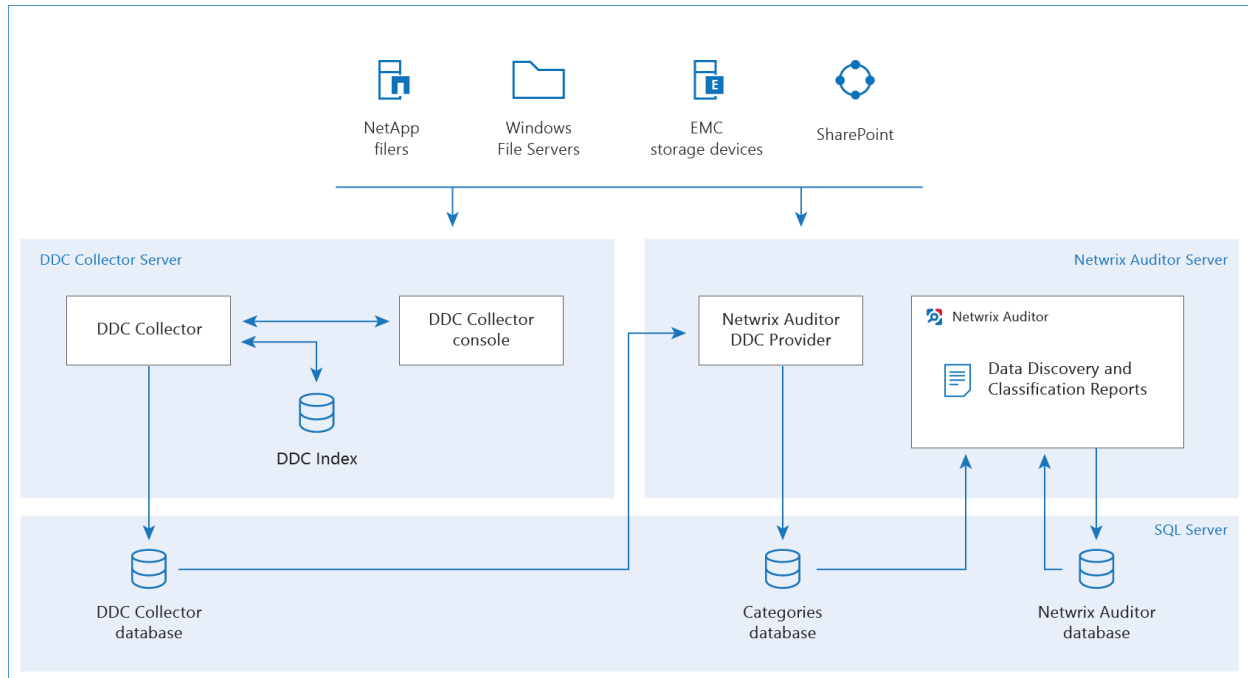 NetApp
filers
Windows
File Servers
E
EMC
storage devices
SharePoint
DDC Collector Server
DDC Collector
DDC Collector
console
DDC Index
Netwrix Auditor Server
Netwrix Auditor
DDC Provider
Netwrix Auditor
Data Discovery and
Classification Reports
SQL Server
DDC Collector
database
Categories
database
Netwrix Auditor
database